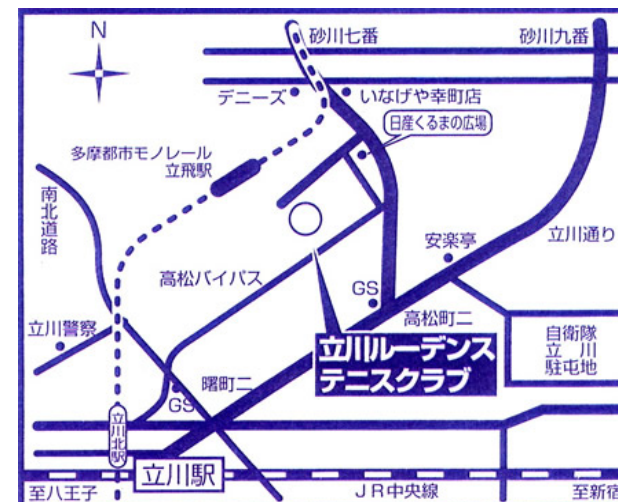 N
砂川七番
砂川九番
デニーズ
いなげや幸町店
日産くるまの広場
多摩都市モノレール
立飛駅
南北道路
安楽亭
立川通り
高松バイパス
GS
高松町二
立川警察
立川ルーデンス
テニスクラブ
自衛隊
立川
駐屯地
曙町二
GS
立川北駅
立川駅
至八王子
JR中央線
至新宿